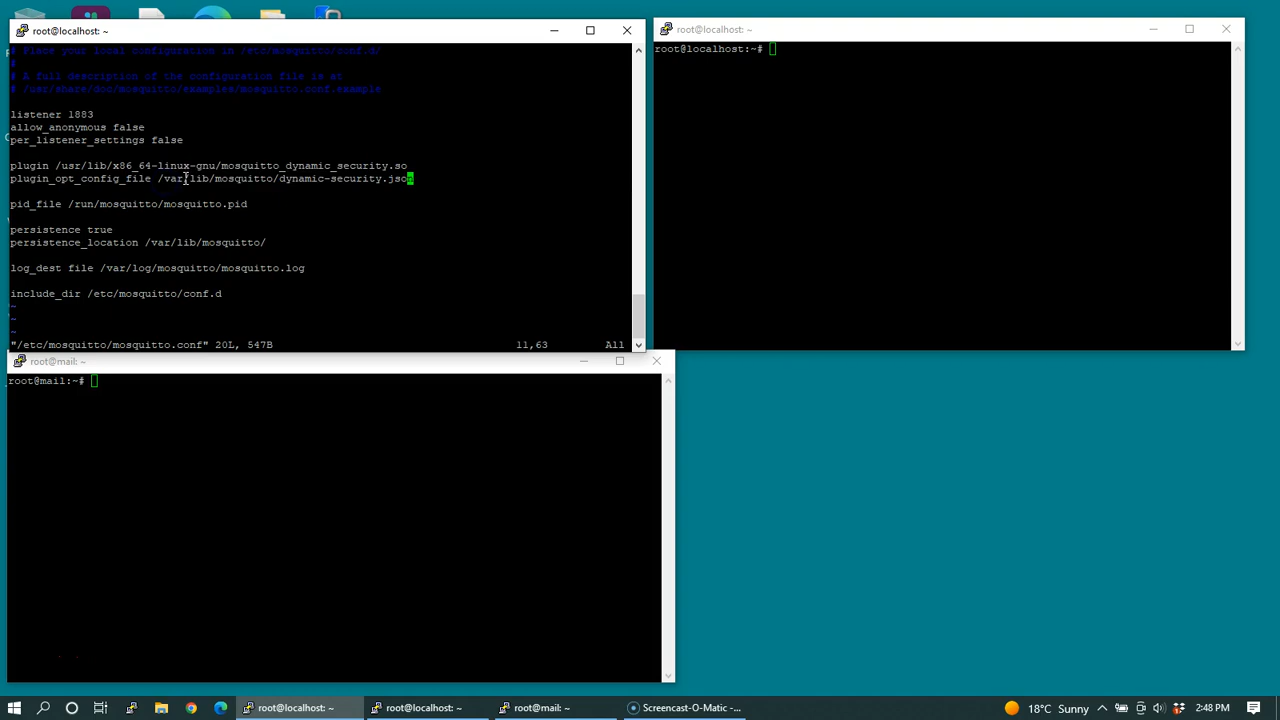 root@localhost: ~
# Place your local configuration in /etc/mosquitto/conf.d/
#
# A full description of the configuration file is at
# /usr/share/doc/mosquitto/examples/mosquitto.conf.example
listener 1883
allow_anonymous false
per_listener_settings false
plugin /usr/lib/x86_64-linux-gnu/mosquitto_dynamic_security.so
plugin_opt_config_file /var/lib/mosquitto/dynamic-security.json
pid_file /run/mosquitto/mosquitto.pid
persistence true
persistence_location /var/lib/mosquitto/
log_dest file /var/log/mosquitto/mosquitto.log
include_dir /etc/mosquitto/conf.d
~
~
~
"/etc/mosquitto/mosquitto.conf" 20L, 547B 11,63 All
root@localhost: ~
root@localhost:~#
root@mail: ~
root@mail:~#
root@localhost: ~
root@localhost: ~
root@mail: ~
Screencast-O-Matic -...
18°C Sunny
2:48 PM